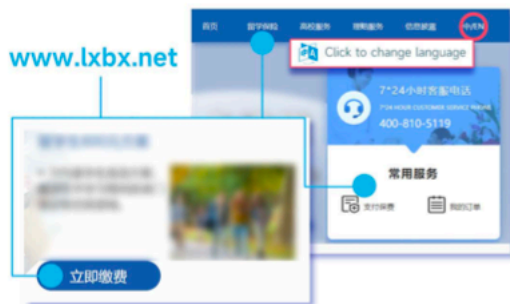 首页 留学保险 高校服务 理赔服务 信息披露 中/EN
www.lxbx.net
Click to change language
7*24小时客服电话
7*24 HOUR CUSTOMER SERVICE PHONE
400-810-5119
常用服务
支付保费 我的订单
立即缴费